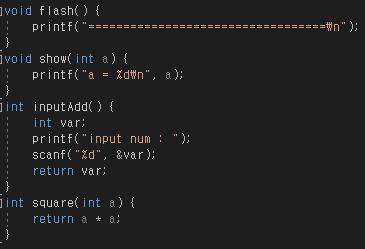 void flash() {
    printf("==================================₩n");
}
void show(int a) {
    printf("a = %d₩n", a);
}
int inputAdd() {
    int var;
    printf("input num : ");
    scanf("%d", &var);
    return var;
}
int square(int a) {
    return a * a;
}